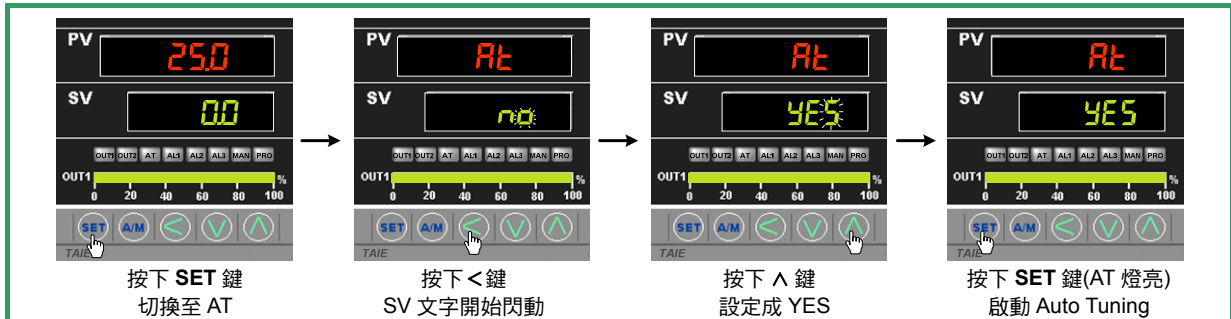 PV 25.0
SV 0.0
OUT1 OUT2 AT AL1 AL2 AL3 MAN PRO
OUT1 %
0 20 40 60 80 100
SET A/M < ∨ ∧
TAIE
按下 SET 鍵
切換至 AT
PV At
SV no
OUT1 OUT2 AT AL1 AL2 AL3 MAN PRO
OUT1 %
0 20 40 60 80 100
SET A/M < ∨ ∧
TAIE
按下 < 鍵
SV 文字開始閃動
PV At
SV yES
OUT1 OUT2 AT AL1 AL2 AL3 MAN PRO
OUT1 %
0 20 40 60 80 100
SET A/M < ∨ ∧
TAIE
按下 ∧ 鍵
設定成 YES
PV At
SV yES
OUT1 OUT2 AT AL1 AL2 AL3 MAN PRO
OUT1 %
0 20 40 60 80 100
SET A/M < ∨ ∧
TAIE
按下 SET 鍵(AT 燈亮)
啟動 Auto Tuning